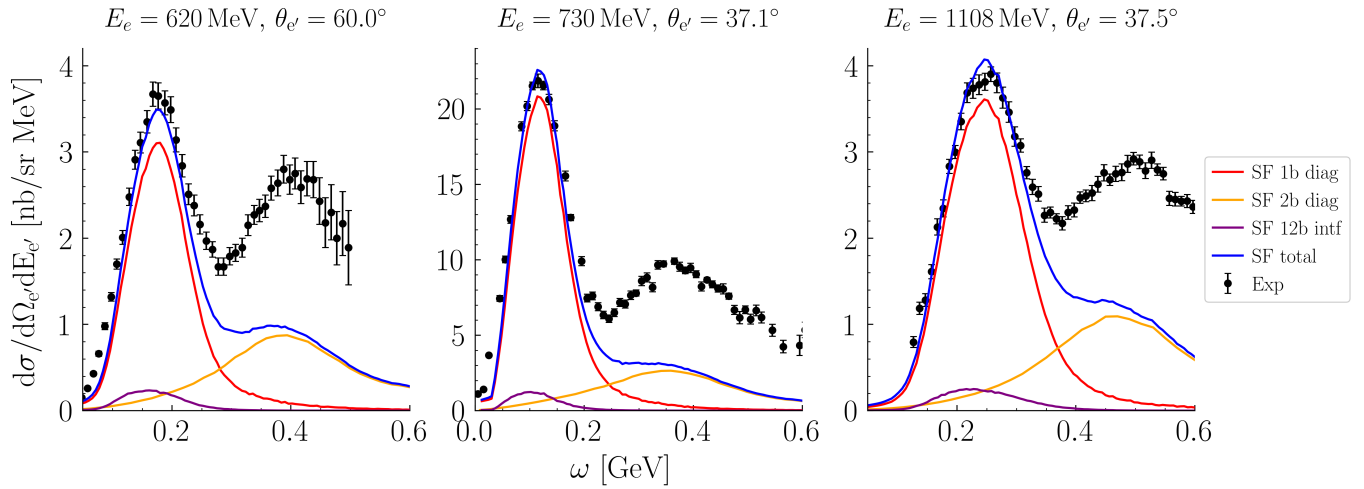 E_e = 620 MeV, θ_e′ = 60.0°
E_e = 730 MeV, θ_e′ = 37.1°
E_e = 1108 MeV, θ_e′ = 37.5°
dσ/dΩ_e′dE_e′ [nb/sr MeV]
4
3
2
1
0
0.2
0.4
0.6
20
15
10
5
0
0.0
0.2
0.4
0.6
4
3
2
1
0
0.2
0.4
0.6
ω [GeV]
SF 1b diag
SF 2b diag
SF 12b intf
SF total
Exp